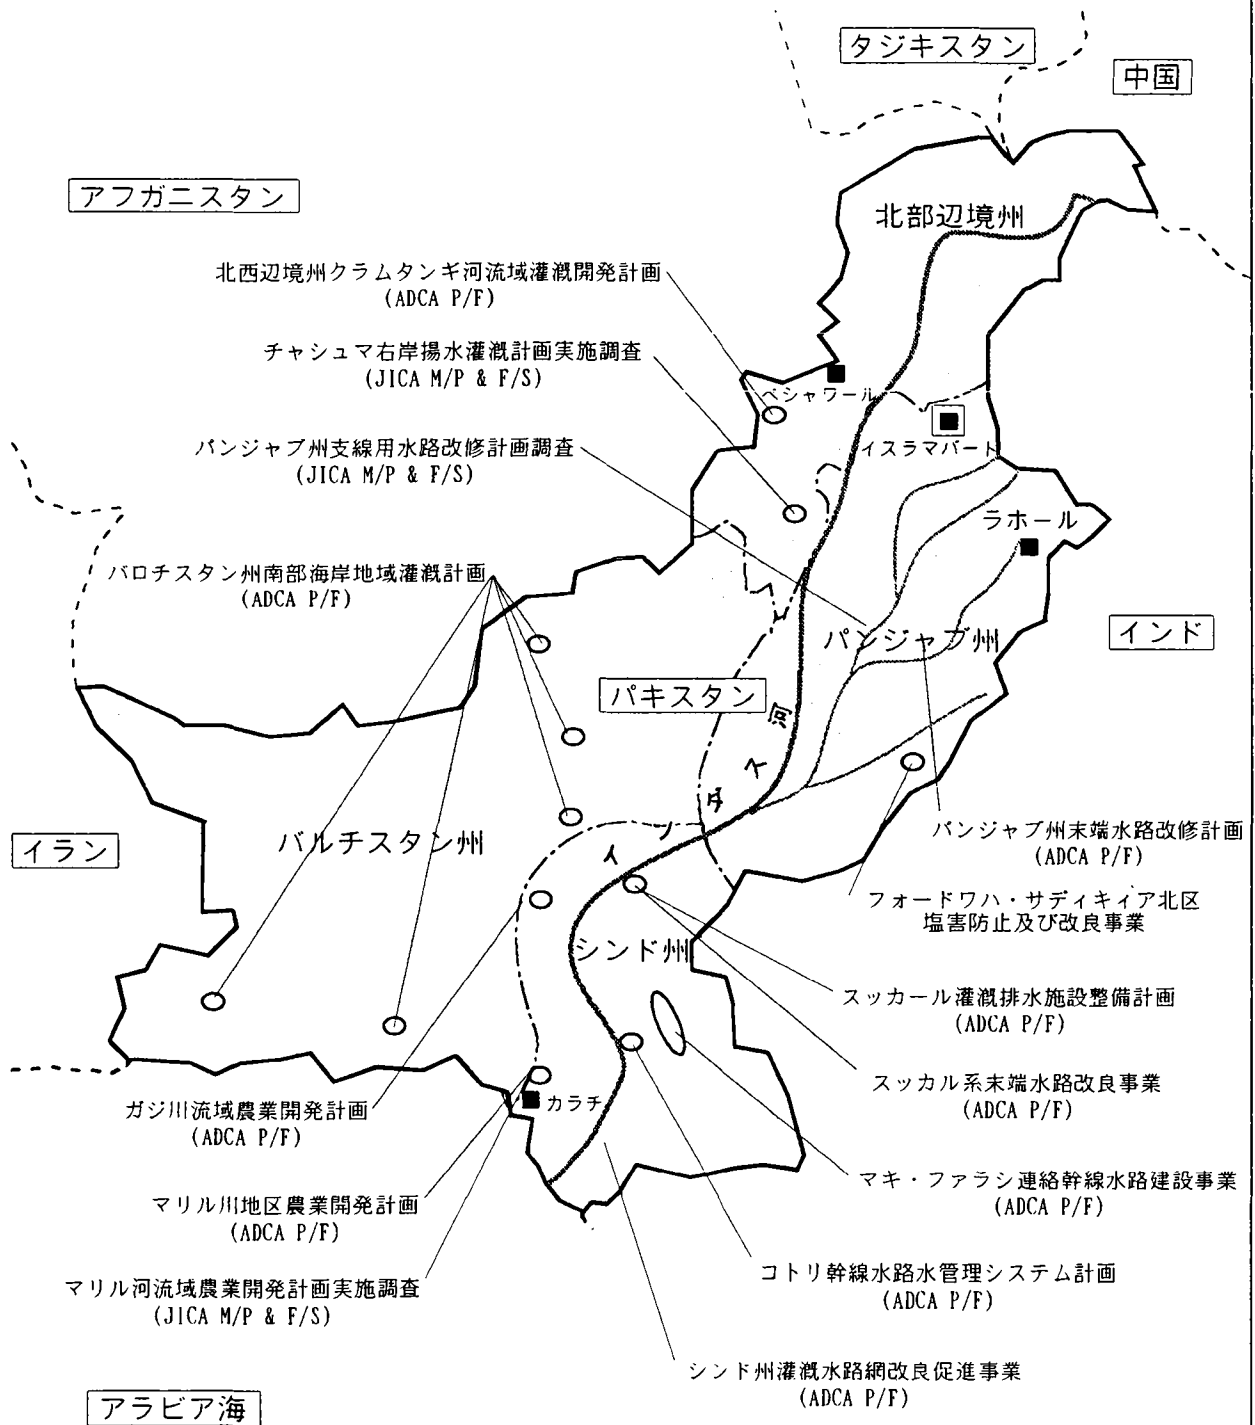 タジキスタン
中国
アフガニスタン
北部辺境州
北西辺境州クラムタンギ河流域灌漑開発計画
(ADCA P/F)
チャシュマ右岸揚水灌漑計画実施調査
(JICA M/P & F/S)
ペシャワール
イスラマバード
パンジャブ州支線用水路改修計画調査
(JICA M/P & F/S)
ラホール
バロチスタン州南部海岸地域灌漑計画
(ADCA P/F)
パンジャブ州
インド
パキスタン
インダス河
バルチスタン州
イラン
パンジャブ州末端水路改修計画
(ADCA P/F)
フォードワハ・サディキィア北区
塩害防止及び改良事業
シンド州
スッカール灌漑排水施設整備計画
(ADCA P/F)
スッカル系末端水路改良事業
(ADCA P/F)
カラチ
ガジ川流域農業開発計画
(ADCA P/F)
マキ・ファラシ連絡幹線水路建設事業
(ADCA P/F)
マリル川地区農業開発計画
(ADCA P/F)
コトリ幹線水路水管理システム計画
(ADCA P/F)
マリル河流域農業開発計画実施調査
(JICA M/P & F/S)
シンド州灌漑水路網改良促進事業
(ADCA P/F)
アラビア海